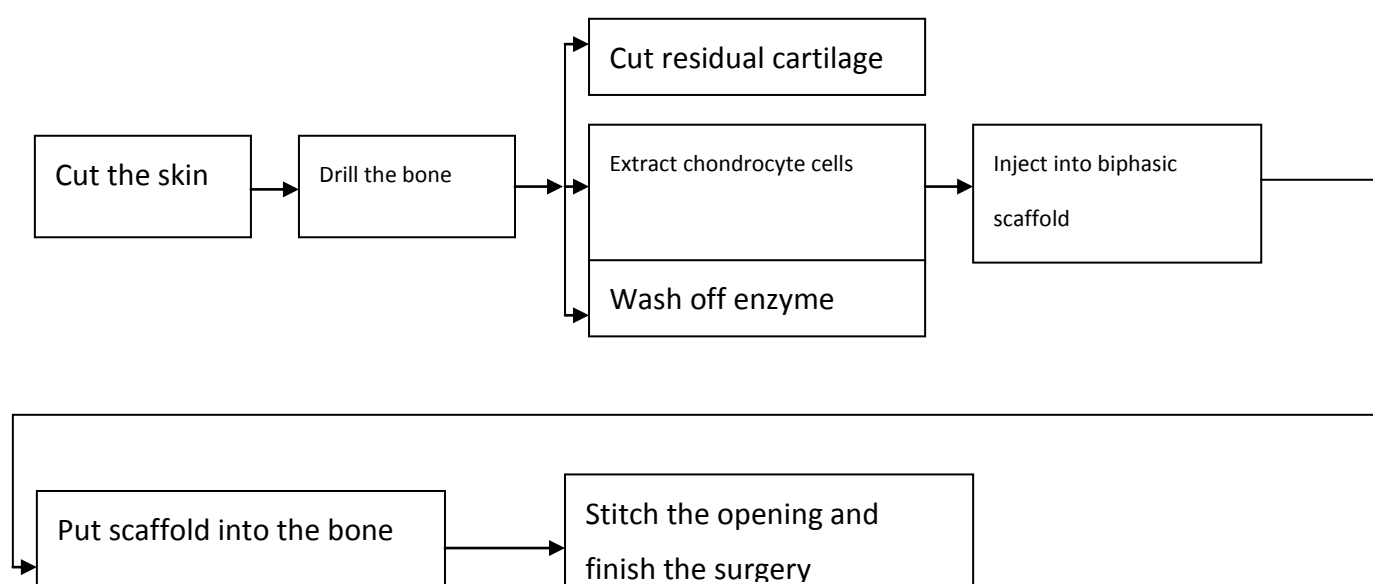 Cut residual cartilage
Cut the skin
Drill the bone
Extract chondrocyte cells
Inject into biphasic
scaffold
Wash off enzyme
Put scaffold into the bone
Stitch the opening and
finish the surgery